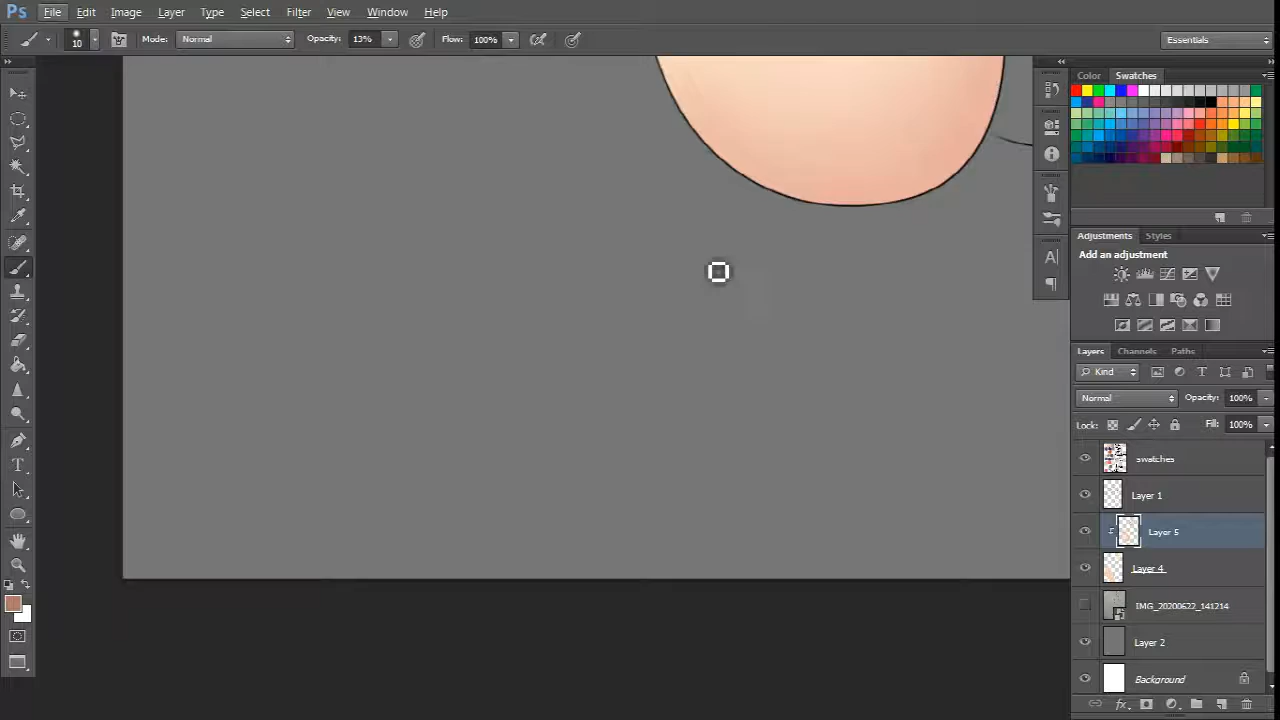 Ps File Edit Image Layer Type Select Filter View Window Help
10 Mode: Normal Opacity: 13% Flow: 100% Essentials
Color Swatches
Adjustments Styles
Add an adjustment
Layers Channels Paths
Kind
Normal Opacity: 100%
Lock: Fill: 100%
swatches
Layer 1
Layer 5
Layer 4
IMG_20200622_141214
Layer 2
Background